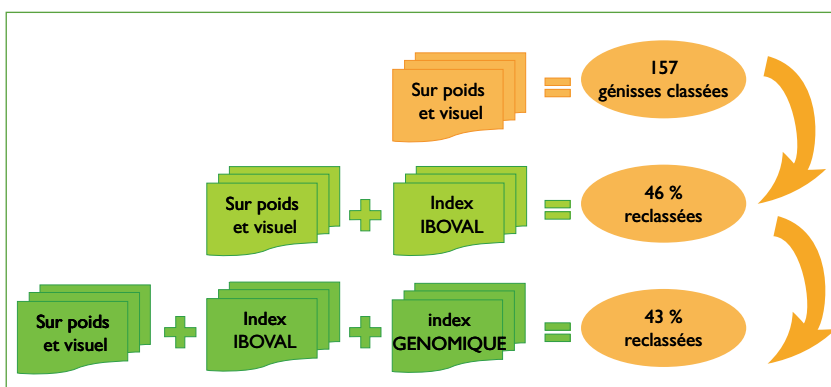 Sur poids
et visuel
=
157
génisses classées
Sur poids
et visuel
+
Index
IBOVAL
=
46 %
reclassées
Sur poids
et visuel
+
Index
IBOVAL
+
index
GENOMIQUE
=
43 %
reclassées